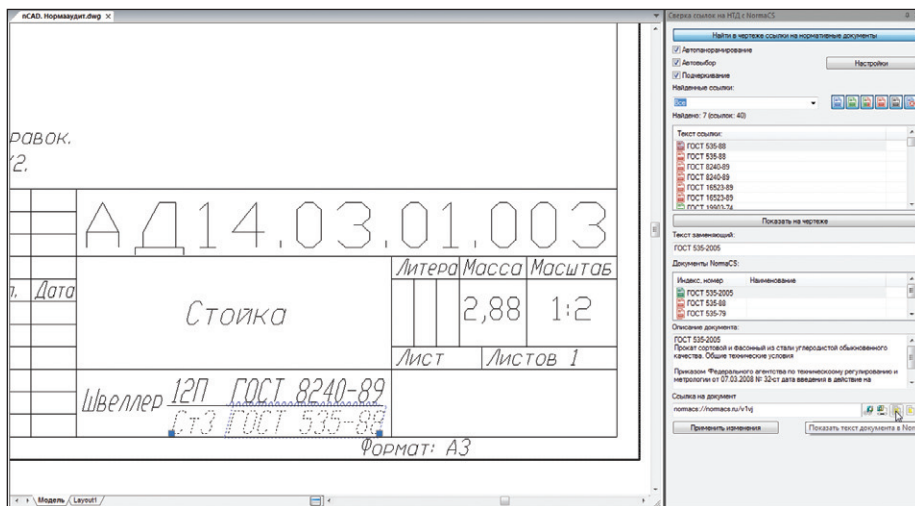 nCAD. Нормааудит.dwg
равок.
АД14.03.01.003
Дата
Стойка
Литера Масса Масштаб
2,88 1:2
Лист Листов 1
Швеллер 12П ГОСТ 8240-89
Ст3 ГОСТ 535-88
Формат: А3
Модель Layout1
Сверка ссылок на НТД с NormaCS
Найти в чертеже ссылки на нормативные документы
Автопанорамирование
Автовыбор
Настройки
Подчеркивание
Найденные ссылки:
Все
Найдено: 7 (ссылок: 40)
Текст ссылки:
ГОСТ 535-88
ГОСТ 535-88
ГОСТ 8240-89
ГОСТ 8240-89
ГОСТ 16523-89
ГОСТ 16523-89
ГОСТ 19903-74
Показать на чертеже
Текст заменяющий:
ГОСТ 535-2005
Документы NormaCS:
Индекс, номер Наименование
ГОСТ 535-2005
ГОСТ 535-88
ГОСТ 535-79
Описание документа:
ГОСТ 535-2005
Прокат сортовой и фасонный из стали углеродистой обыкновенного
качества. Общие технические условия
Приказом Федерального агентства по техническому регулированию и
метрологии от 07.03.2008 № 32-ст дата введения в действие на
Ссылка на документ
normacs://normacs.ru/v1vj
Применить изменения
Показать текст документа в Nor